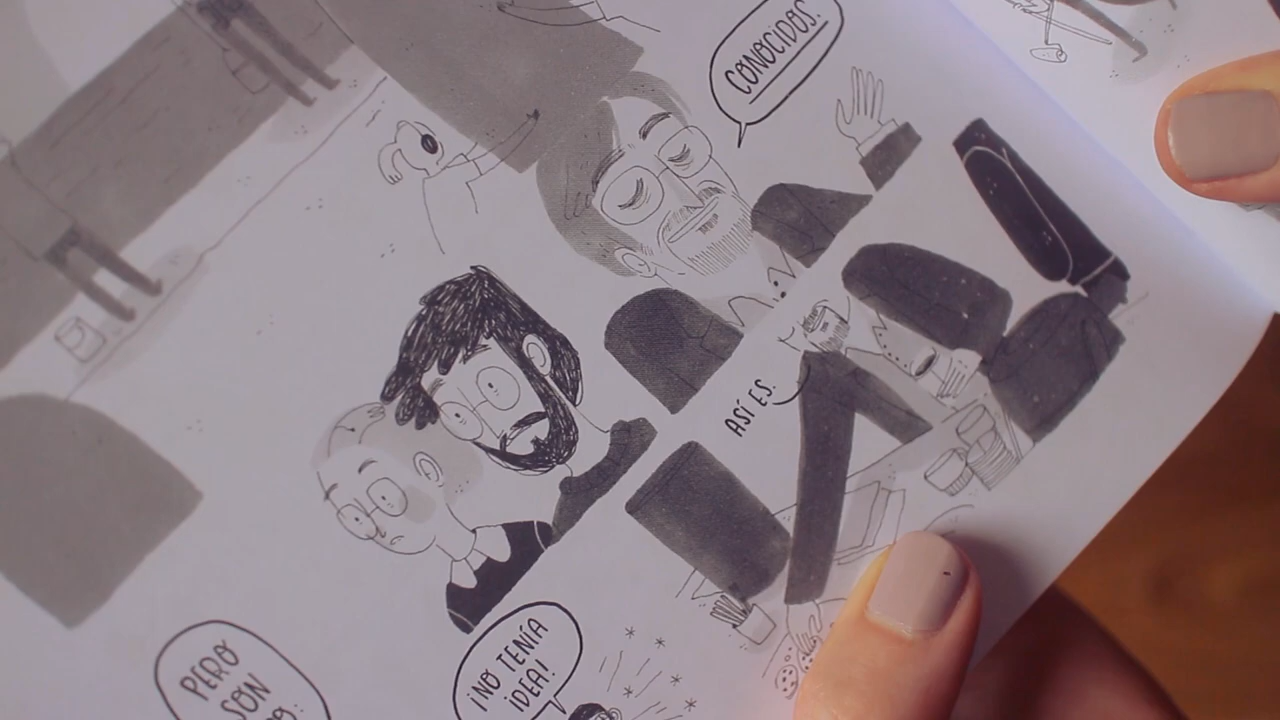 CONOCIDOS.
ASÍ ES.
PERO
SON
¡NO TENÍA
IDEA!